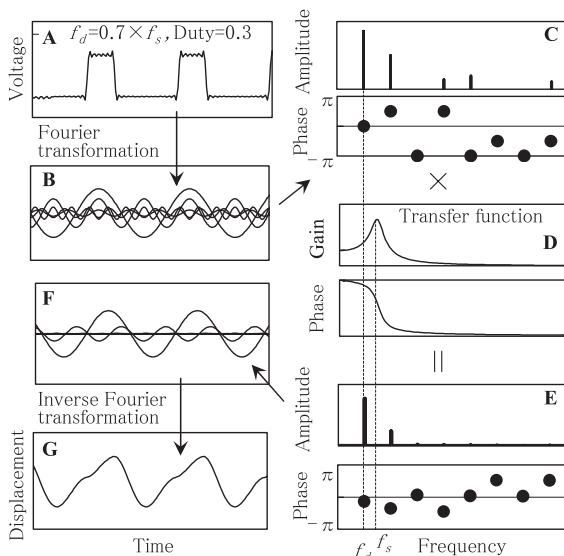 A
f_d=0.7×f_s, Duty=0.3
Voltage
Fourier
transformation
B
F
Inverse Fourier
transformation
G
Displacement
Time
C
Amplitude
π
Phase
-π
×
Transfer function
D
Gain
Phase
||
E
Amplitude
π
Phase
-π
f_d
f_s
Frequency